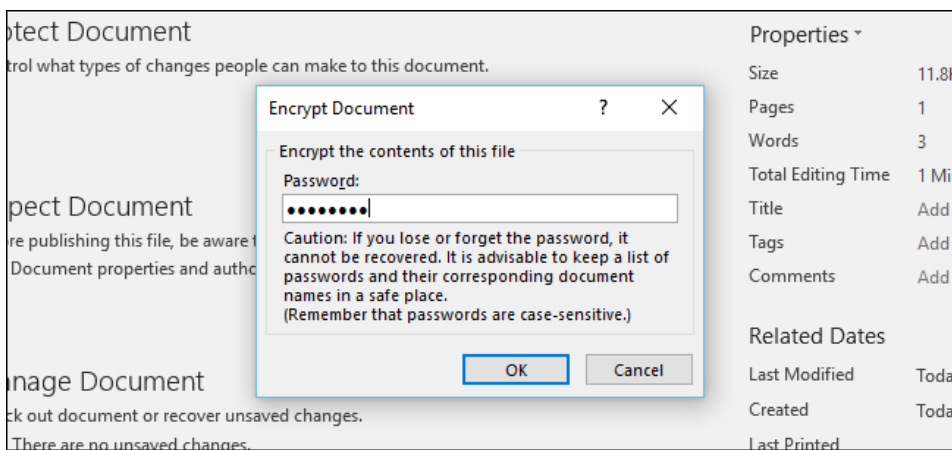 otect Document
trol what types of changes people can make to this document.
Encrypt Document
?
Encrypt the contents of this file
Password:
Caution: If you lose or forget the password, it
cannot be recovered. It is advisable to keep a list of
passwords and their corresponding document
names in a safe place.
(Remember that passwords are case-sensitive.)
OK Cancel
pect Document
re publishing this file, be aware t
Document properties and autho
anage Document
ck out document or recover unsaved changes.
There are no unsaved changes.
Properties
Size 11.8
Pages 1
Words 3
Total Editing Time 1 Mi
Title Add
Tags Add
Comments Add
Related Dates
Last Modified Toda
Created Toda
Last Printed